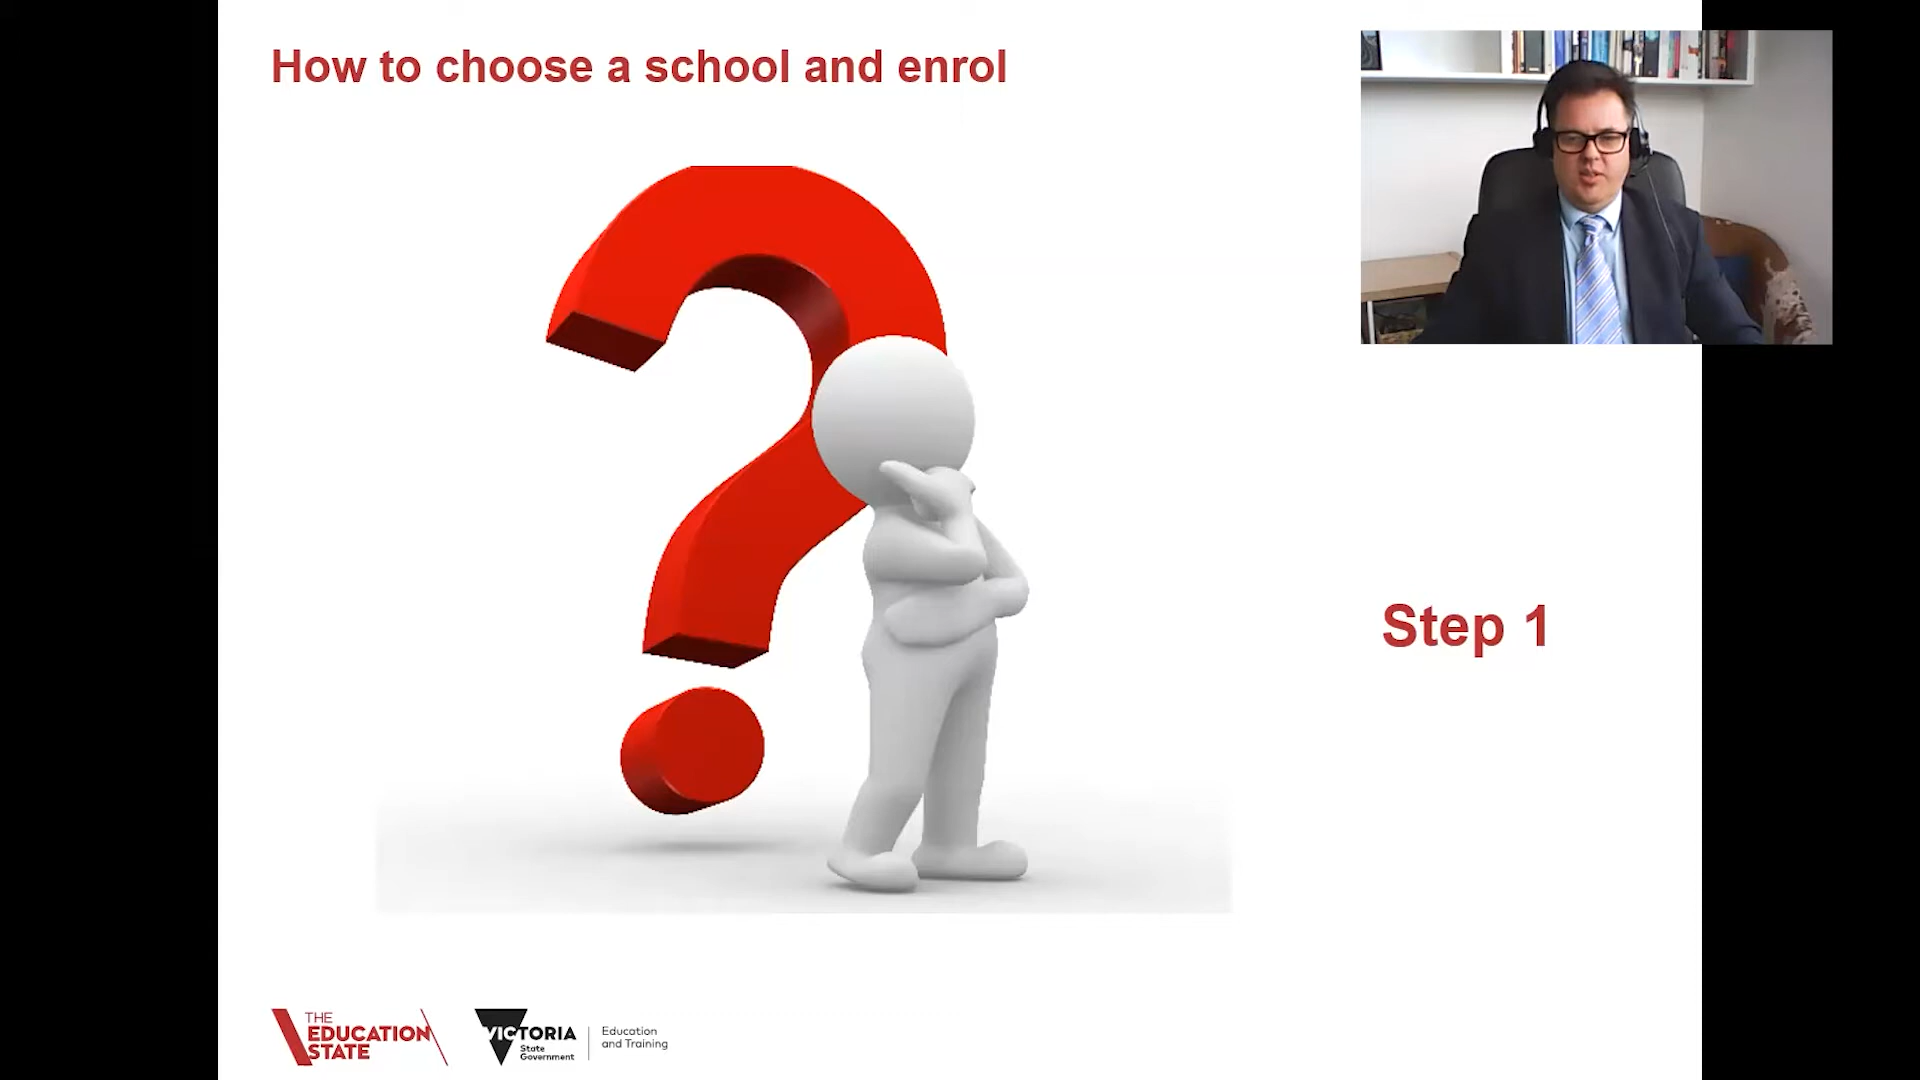 How to choose a school and enrol
Step 1
THE
EDUCATION
STATE
VICTORIA
State
Government
Education
and Training